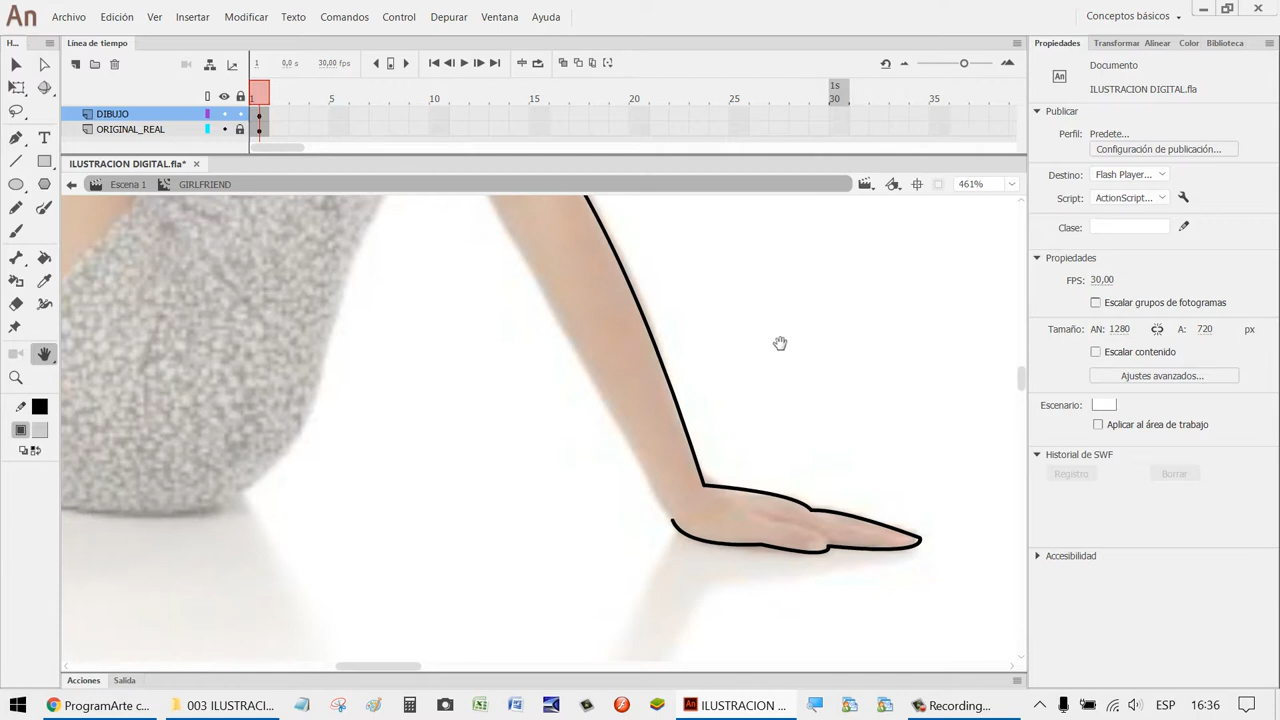 An Archivo Edición Ver Insertar Modificar Texto Comandos Control Depurar Ventana Ayuda Conceptos básicos
H... Línea de tiempo Propiedades Transformar Alinear Color Biblioteca
1 0,0 s 30,00 fps
Documento
An ILUSTRACION DIGITAL.fla
1s
1 5 10 15 20 25 30 35
Publicar
DIBUJO
ORIGINAL_REAL
Perfil: Predete...
Configuración de publicación...
ILUSTRACION DIGITAL.fla* ×
Destino: Flash Player...
Escena 1 GIRLFRIEND 461%
Script: ActionScript...
Clase:
Propiedades
FPS: 30,00
Escalar grupos de fotogramas
Tamaño: AN: 1280 A: 720 px
Escalar contenido
Ajustes avanzados...
Escenario:
Aplicar al área de trabajo
Historial de SWF
Registro Borrar
Accesibilidad
Acciones Salida
ProgramArte c... 003 ILUSTRACI... ILUSTRACION ... Recording... ESP 16:36